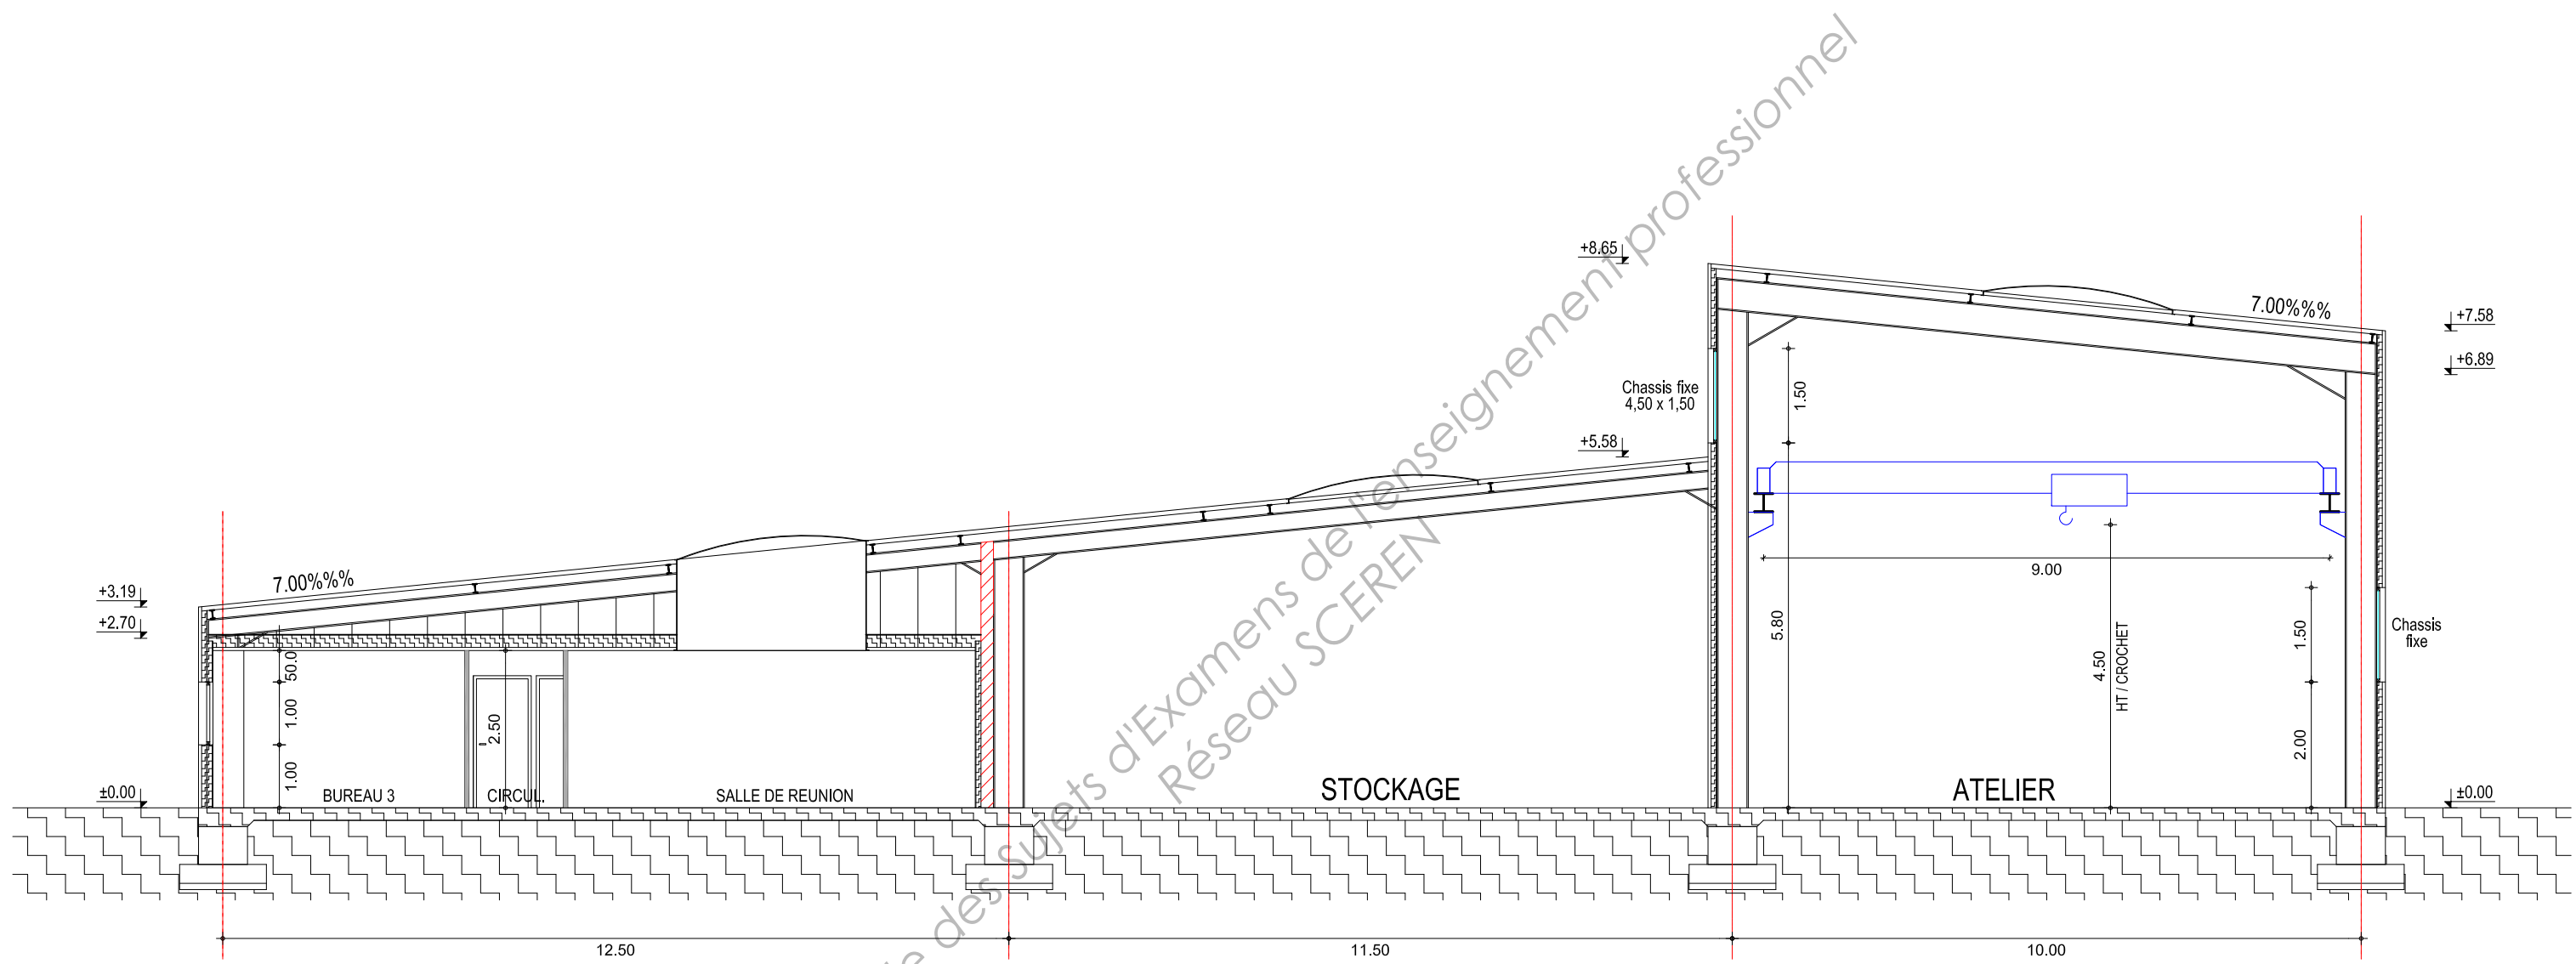 +8.65
7.00%%%
+7.58
+6.89
Chassis fixe
4,50 x 1,50
1.50
+5.58
9.00
7.00%%%
+3.19
+2.70
50.0
1.00
1.00
2.50
5.80
4.50
HT / CROCHET
1.50
2.00
Chassis
fixe
±0.00
BUREAU 3
CIRCUL.
SALLE DE REUNION
STOCKAGE
ATELIER
±0.00
12.50
11.50
10.00
des Sujets d'Examens de l'enseignement professionnel
Réseau SCEREN